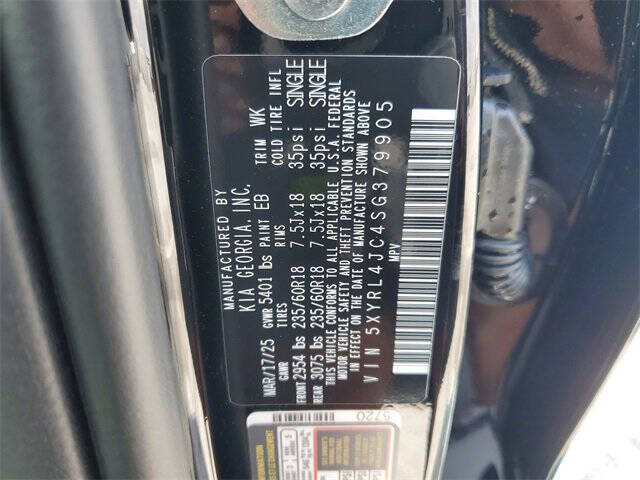 MANUFACTURED BY
KIA GEORGIA, INC.
MAR/17/25 GVWR 5401 lbs PAINT EB TRIM WK
GAWR TIRES RIMS COLD TIRE INFL
FRONT 2954 lbs 235/60R18 7.5Jx18 35psi SINGLE
REAR 3075 lbs 235/60R18 7.5Jx18 35psi SINGLE
THIS VEHICLE CONFORMS TO ALL APPLICABLE U.S.A. FEDERAL
MOTOR VEHICLE SAFETY AND THEFT PREVENTION STANDARDS
IN EFFECT ON THE DATE OF MANUFACTURE SHOWN ABOVE
VIN 5XYRL4JC4SG379905
MPV
5720